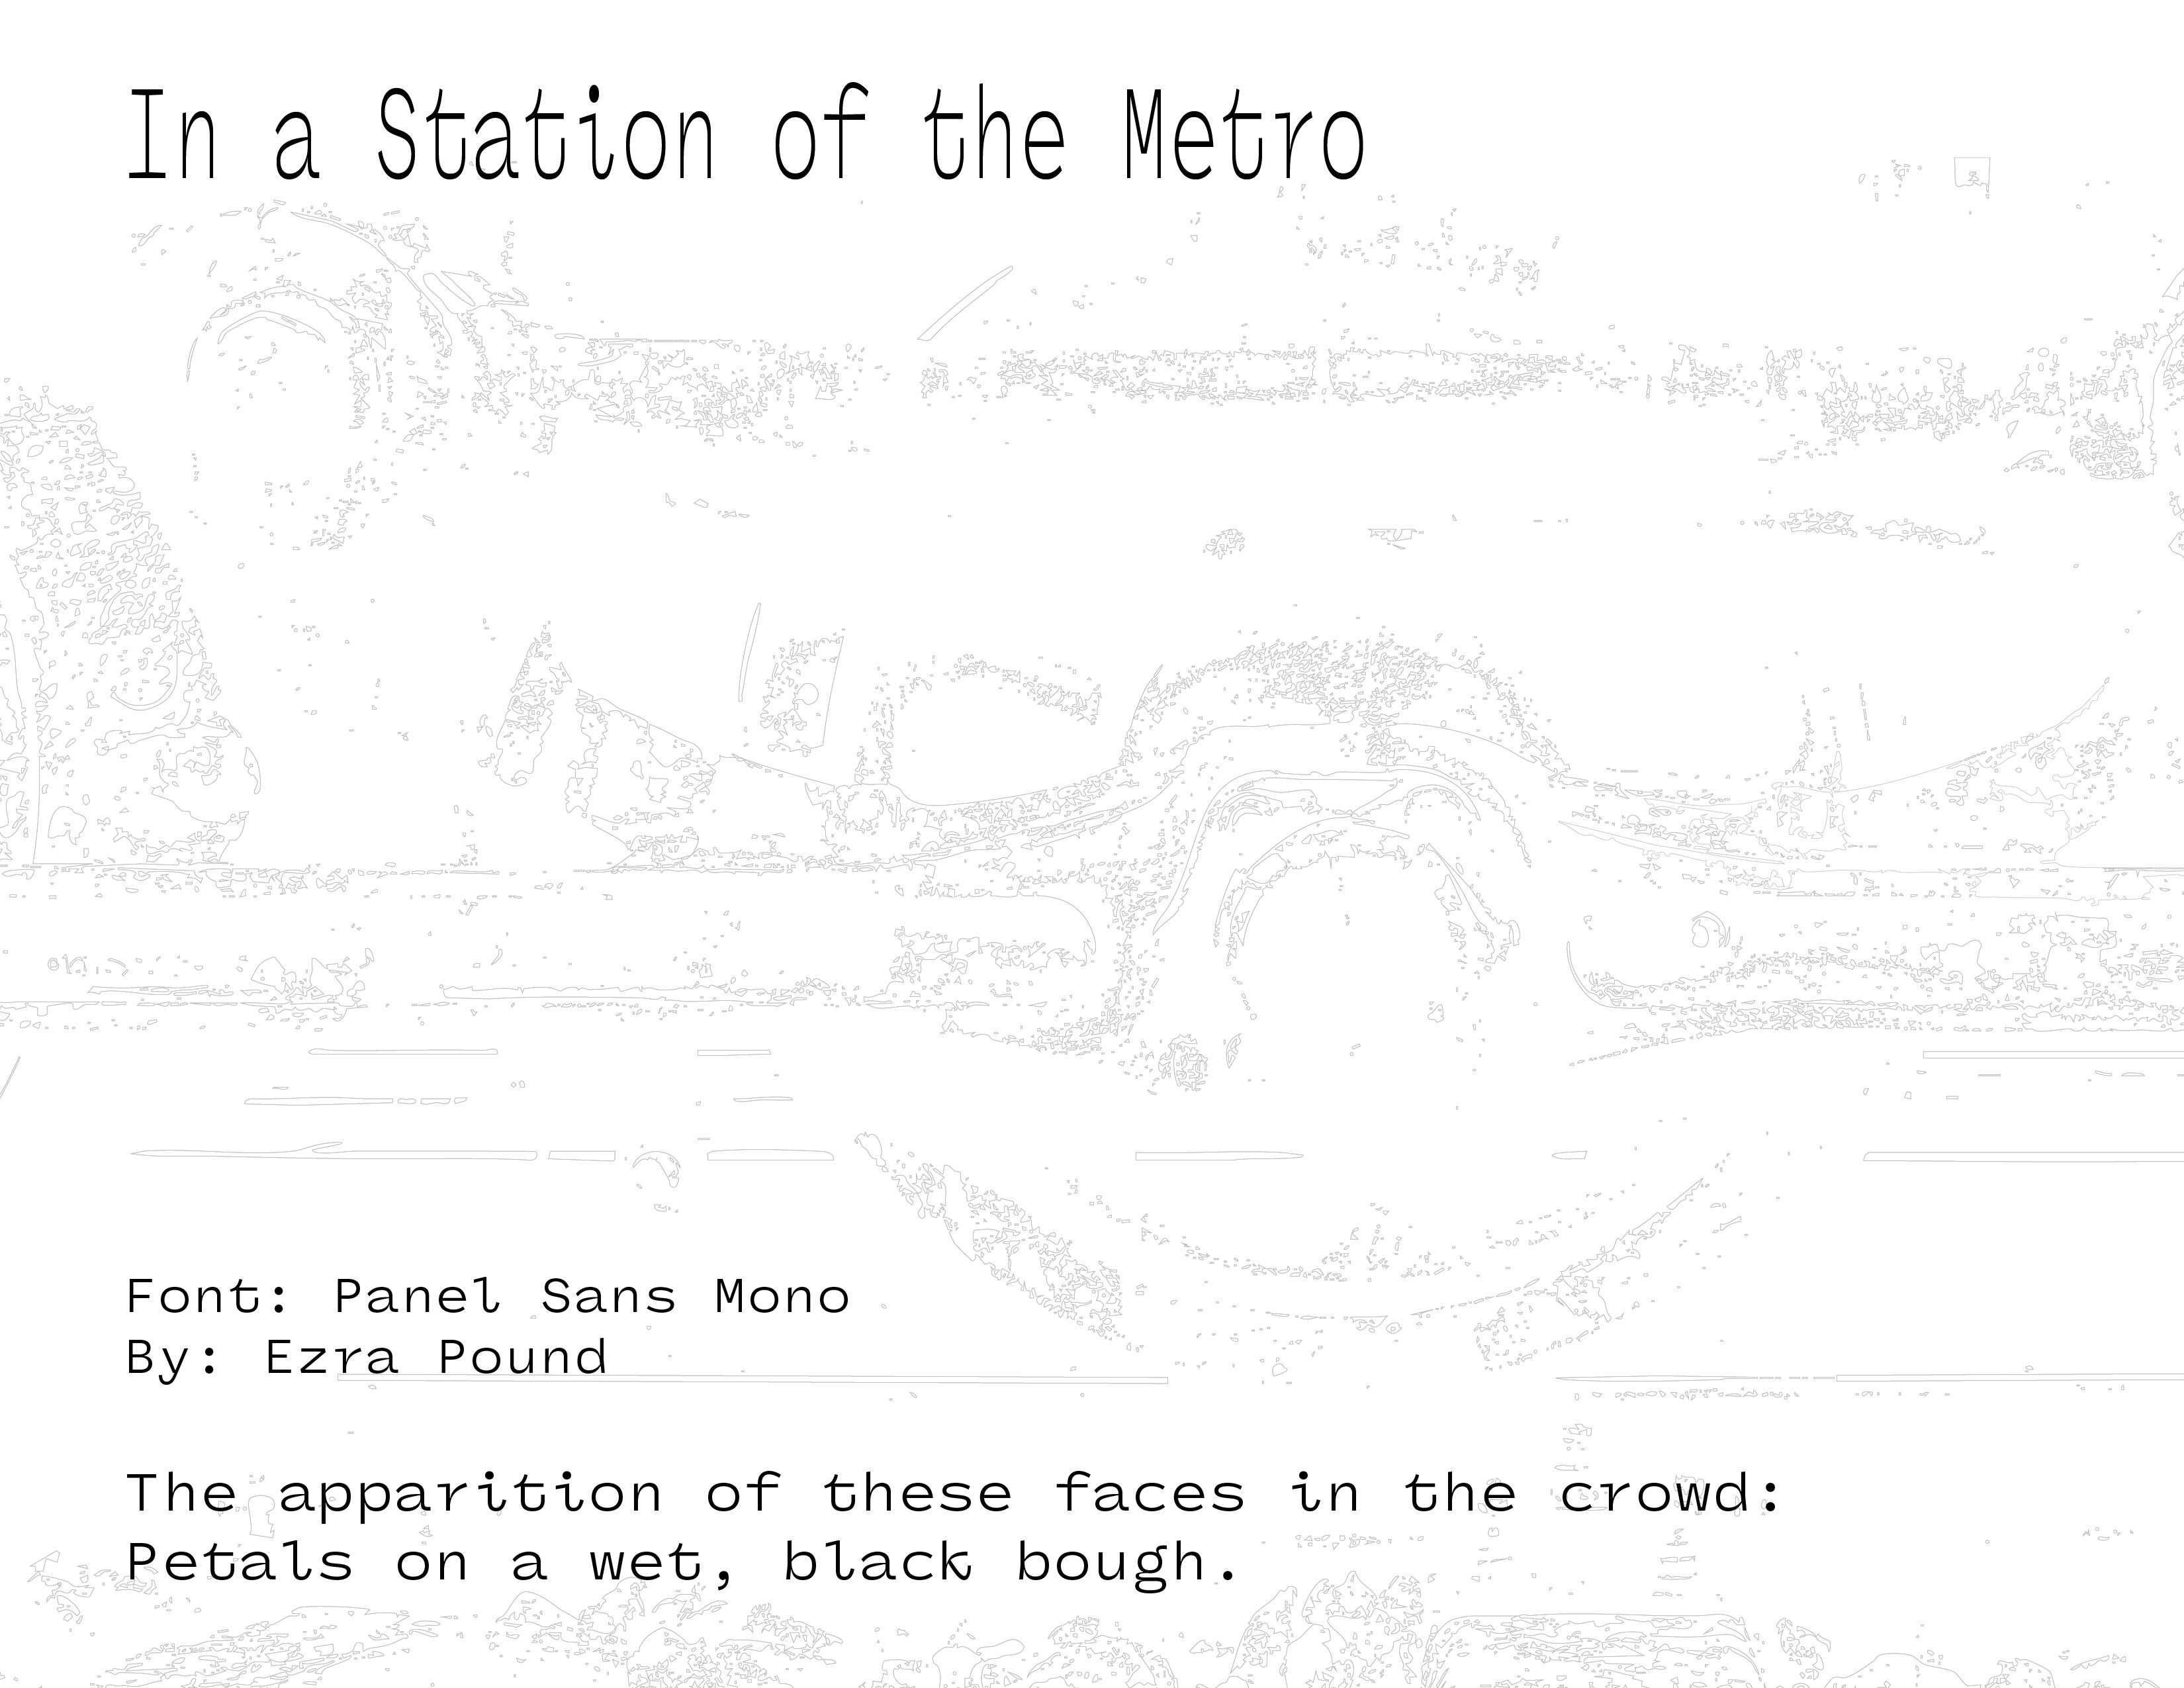 In a Station of the Metro
Font: Panel Sans Mono
By: Ezra Pound
The apparition of these faces in the crowd:
Petals on a wet, black bough.